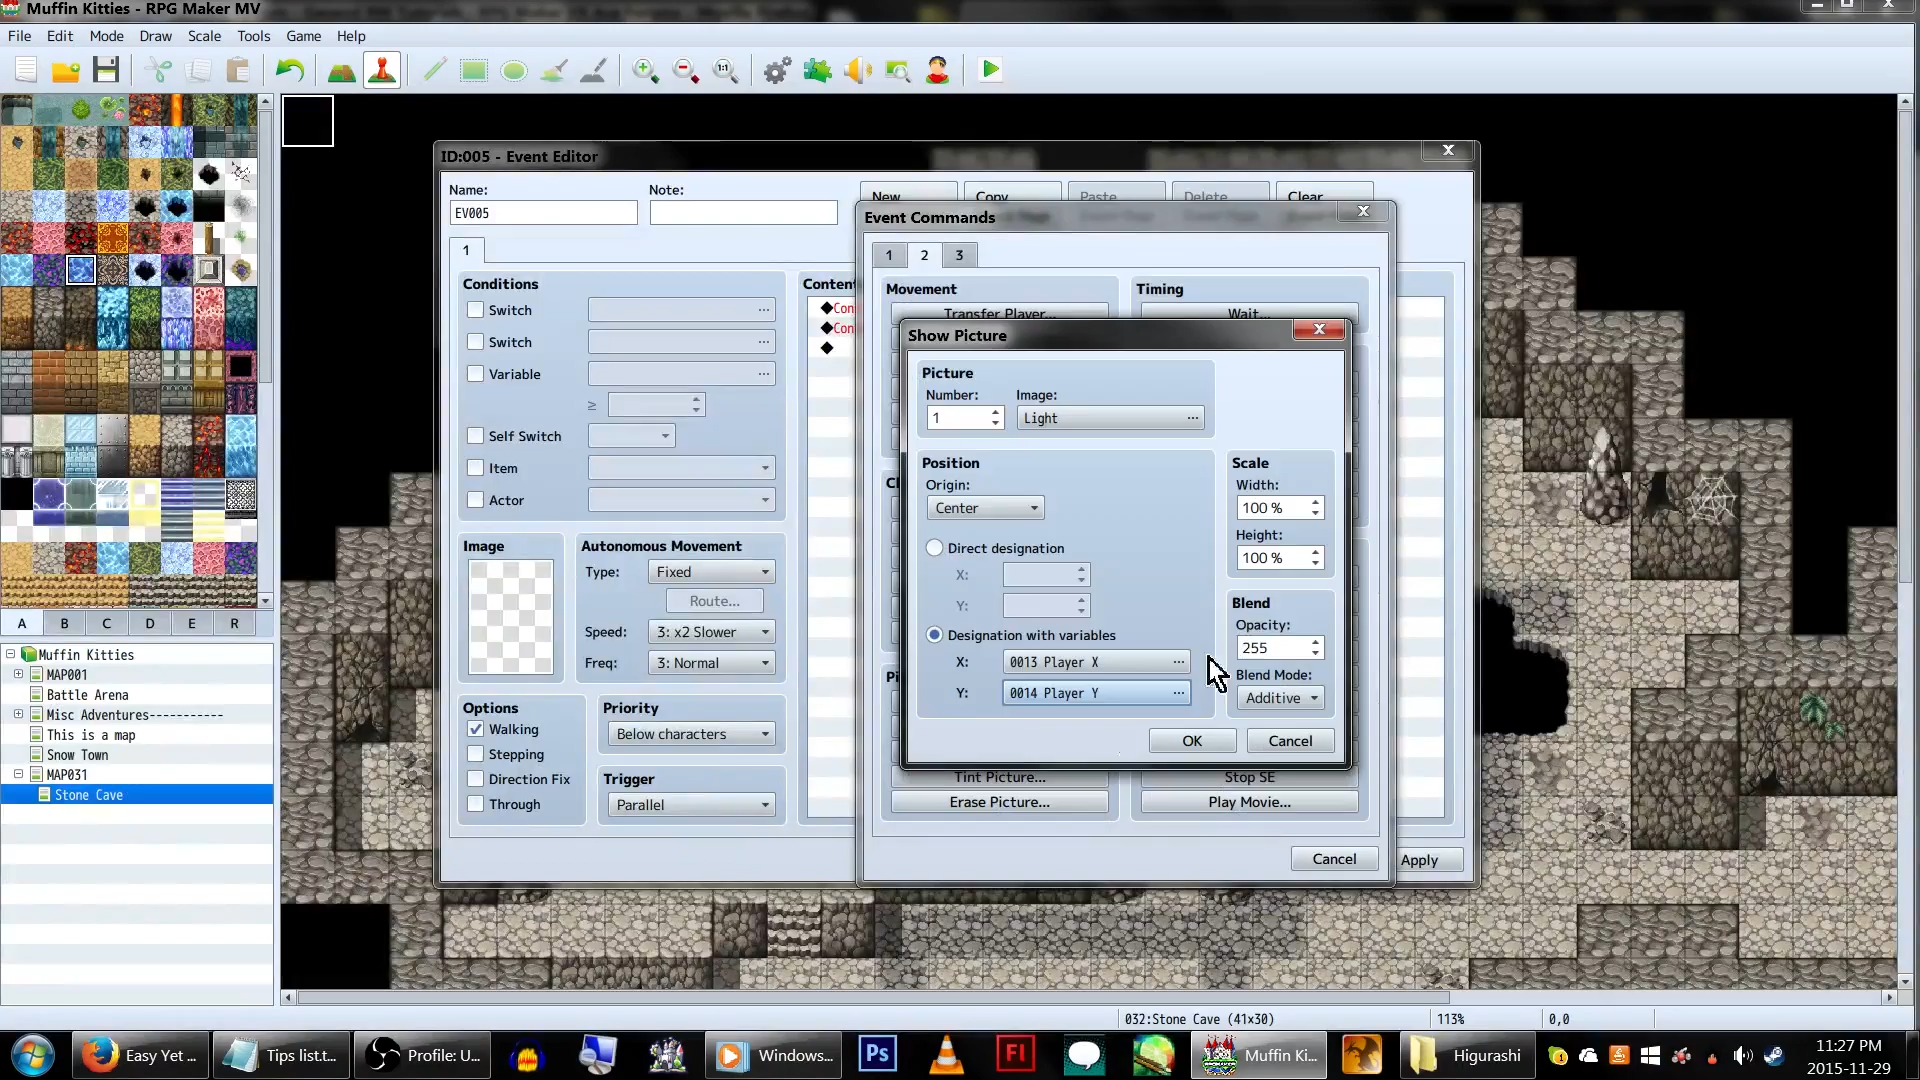 Muffin Kitties - RPG Maker MV
File Edit Mode Draw Scale Tools Game Help
1:1
ID:005 - Event Editor
Name:
Note:
New
Copy
Paste
Delete
Clear
EV005
1
Conditions
Switch ...
Switch ...
Variable ...
≥
Self Switch
Item
Actor
Image
Autonomous Movement
Type: Fixed
Route...
Speed: 3: x2 Slower
Freq: 3: Normal
Options
Walking
Stepping
Direction Fix
Through
Priority
Below characters
Trigger
Parallel
Conten
◆Con
◆Con
◆
Apply
Event Commands
1 2 3
Movement
Timing
Transfer Player...
Wait...
Tint Picture...
Stop SE
Erase Picture...
Play Movie...
Cancel
Show Picture
Picture
Number: Image:
1 Light ...
Position
Origin:
Center
Direct designation
X:
Y:
Designation with variables
X: 0013 Player X ...
Y: 0014 Player Y ...
Scale
Width:
100 %
Height:
100 %
Blend
Opacity:
255
Blend Mode:
Additive
OK Cancel
A B C D E R
Muffin Kitties
MAP001
Battle Arena
Misc Adventures-----------
This is a map
Snow Town
MAP031
Stone Cave
032:Stone Cave (41x30) 113% 0,0
Easy Yet ...
Tips list.t...
Profile: U...
Windows...
Ps
Fl
Muffin Ki...
Higurashi
11:27 PM
2015-11-29